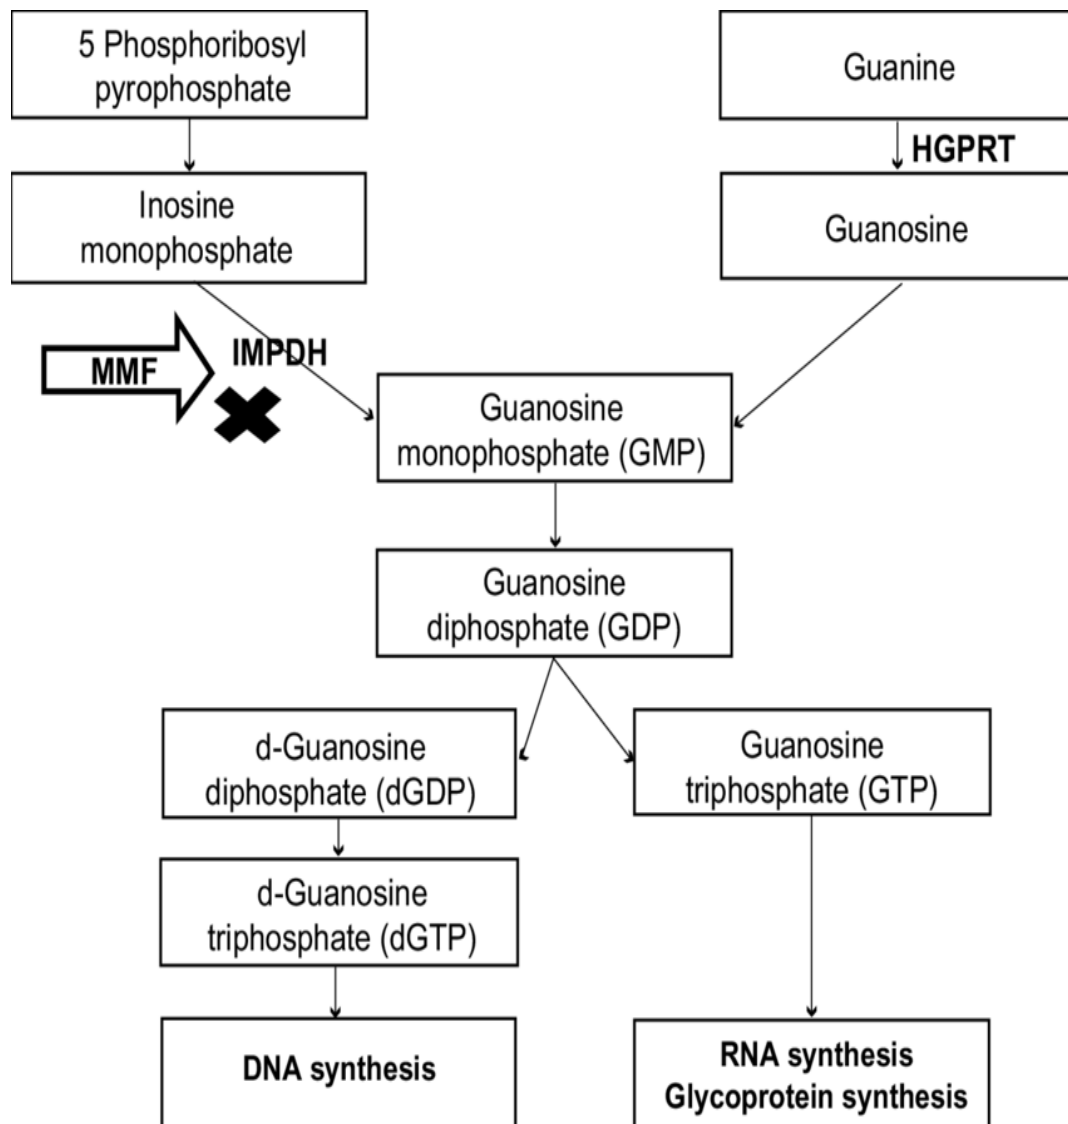 5 Phosphoribosyl
pyrophosphate
Guanine
HGPRT
Inosine
monophosphate
Guanosine
MMF
IMPDH
Guanosine
monophosphate (GMP)
Guanosine
diphosphate (GDP)
d-Guanosine
diphosphate (dGDP)
Guanosine
triphosphate (GTP)
d-Guanosine
triphosphate (dGTP)
DNA synthesis
RNA synthesis
Glycoprotein synthesis